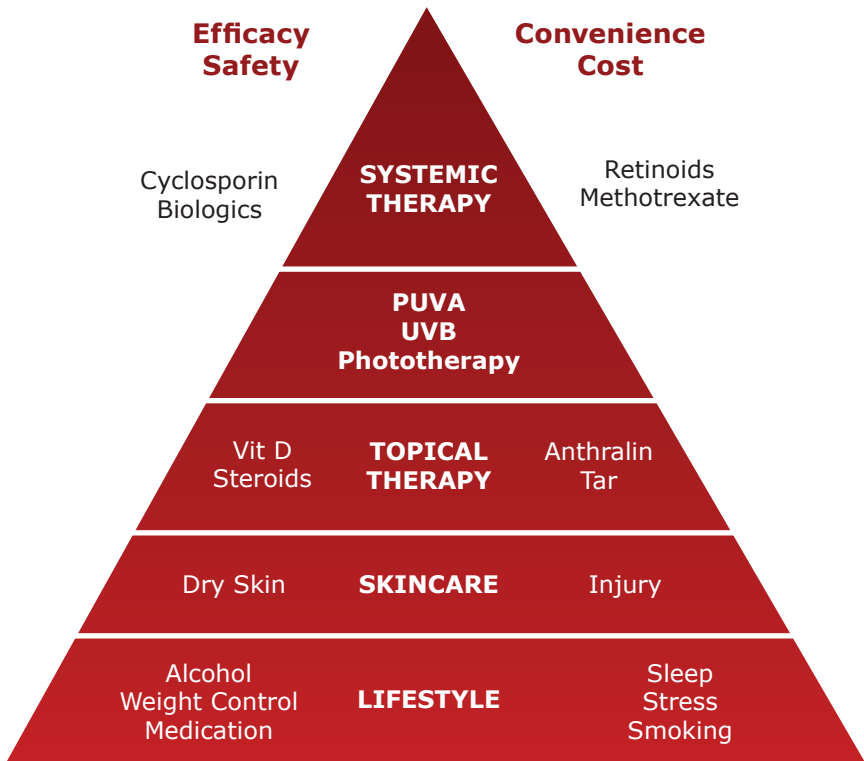 Efficacy
Safety
Convenience
Cost
Cyclosporin
Biologics
SYSTEMIC
THERAPY
Retinoids
Methotrexate
PUVA
UVB
Phototherapy
Vit D
Steroids
TOPICAL
THERAPY
Anthralin
Tar
Dry Skin
SKINCARE
Injury
Alcohol
Weight Control
Medication
LIFESTYLE
Sleep
Stress
Smoking